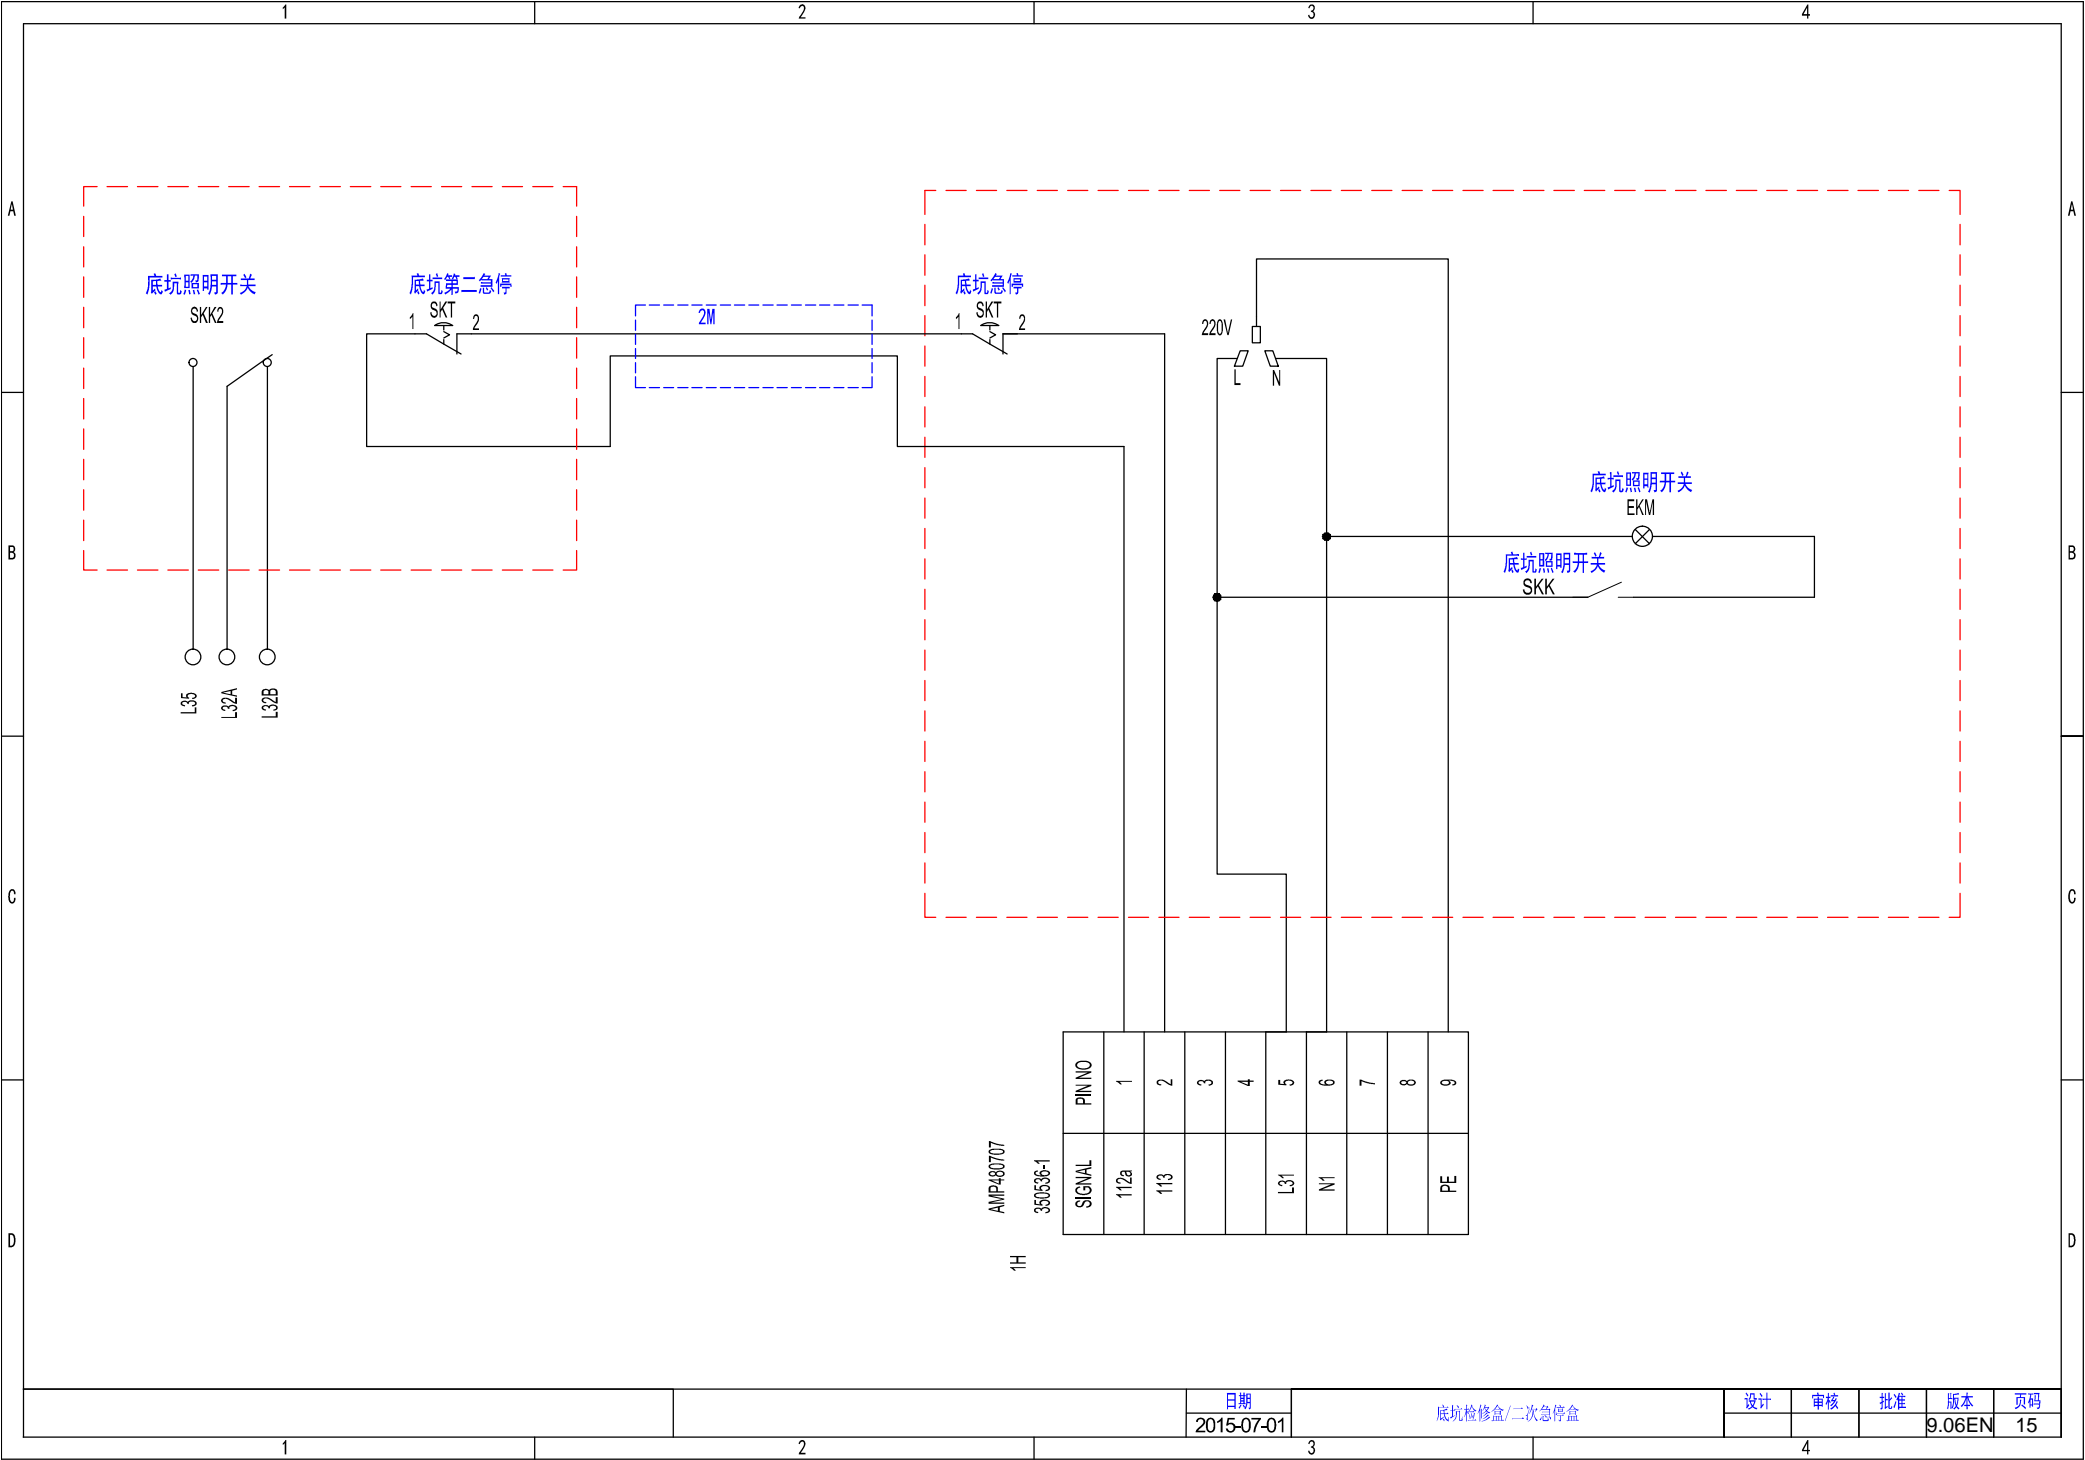 1 2 3 4
A A
底坑照明开关
SKK2
底坑第二急停
SKT
1 2
2M
底坑急停
SKT
1 2
220V
L N
底坑照明开关
EKM
B B
底坑照明开关
SKK
L35 L32A L32B
C C
PIN NO 1 2 3 4 5 6 7 8 9
SIGNAL 112a 113 L31 N1 PE
AMP480707
350536-1
1H
D D
日期 底坑检修盒/二次急停盒 设计 审核 批准 版本 页码
2015-07-01 9.06EN 15
1 2 3 4